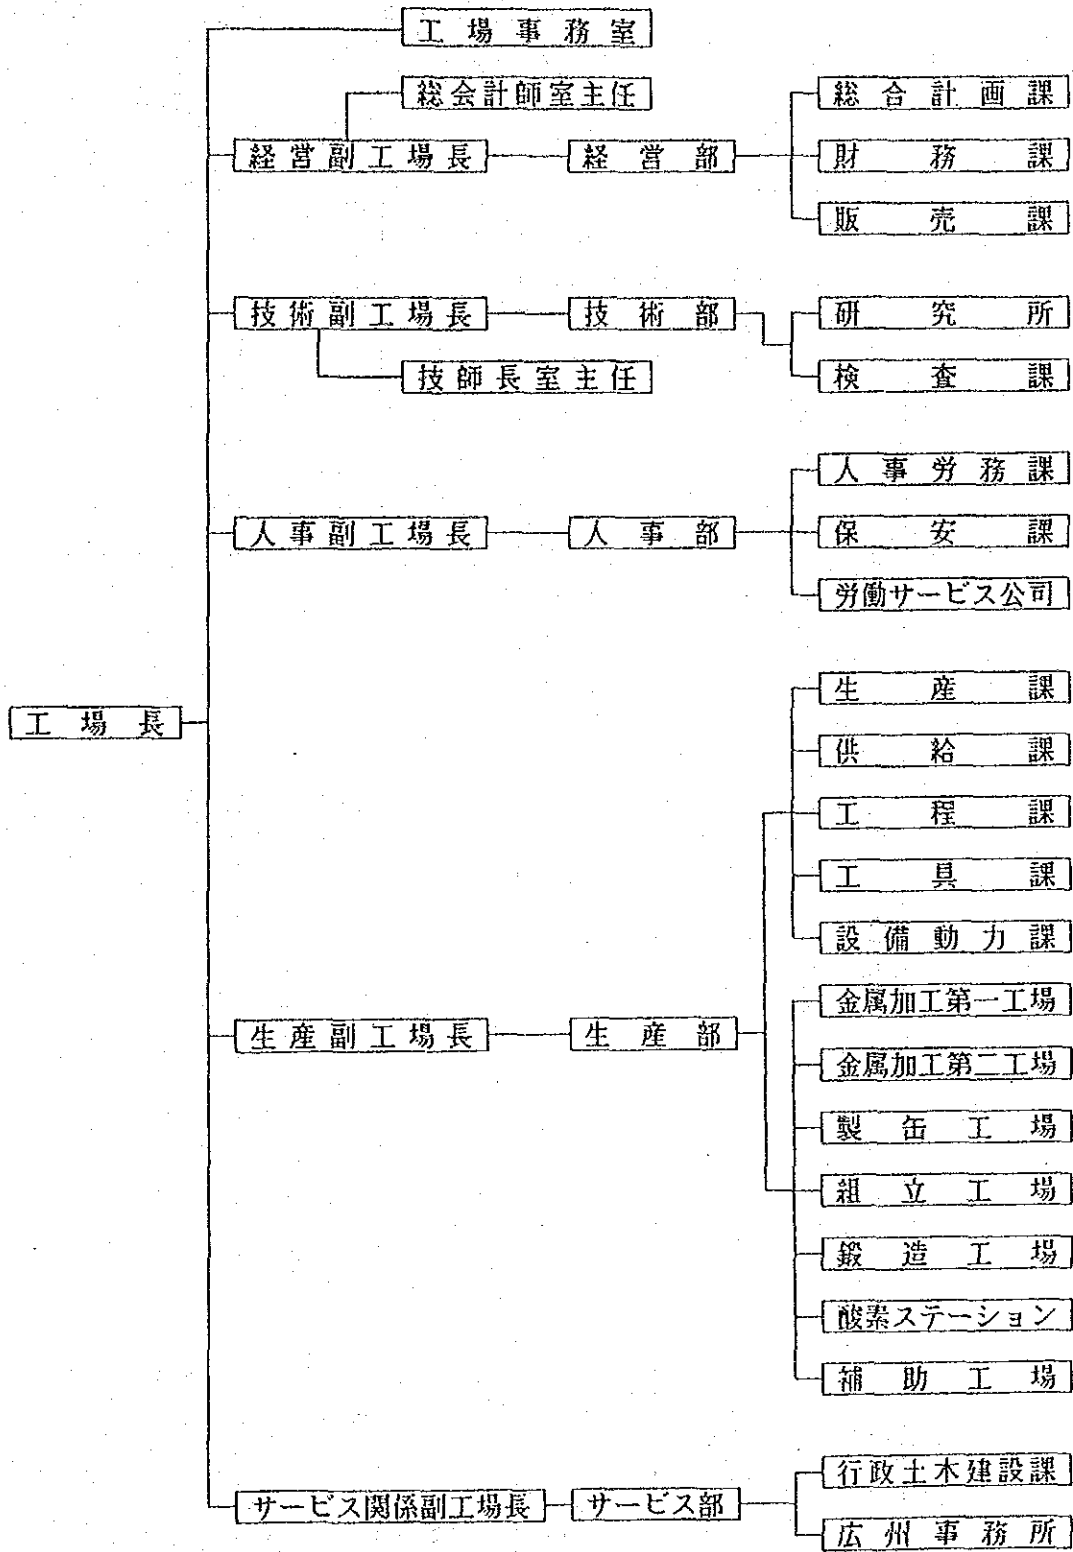 工場事務室
総会計師室主任
総合計画課
経営副工場長 経営部 財務課
販売課
技術副工場長 技術部 研究所
技師長室主任 検査課
人事労務課
人事副工場長 人事部 保安課
労働サービス公司
生産課
工場長
供給課
工程課
工具課
設備動力課
金属加工第一工場
生産副工場長 生産部
金属加工第二工場
製缶工場
組立工場
鍛造工場
酸素ステーション
補助工場
行政土木建設課
サービス関係副工場長 サービス部
広州事務所